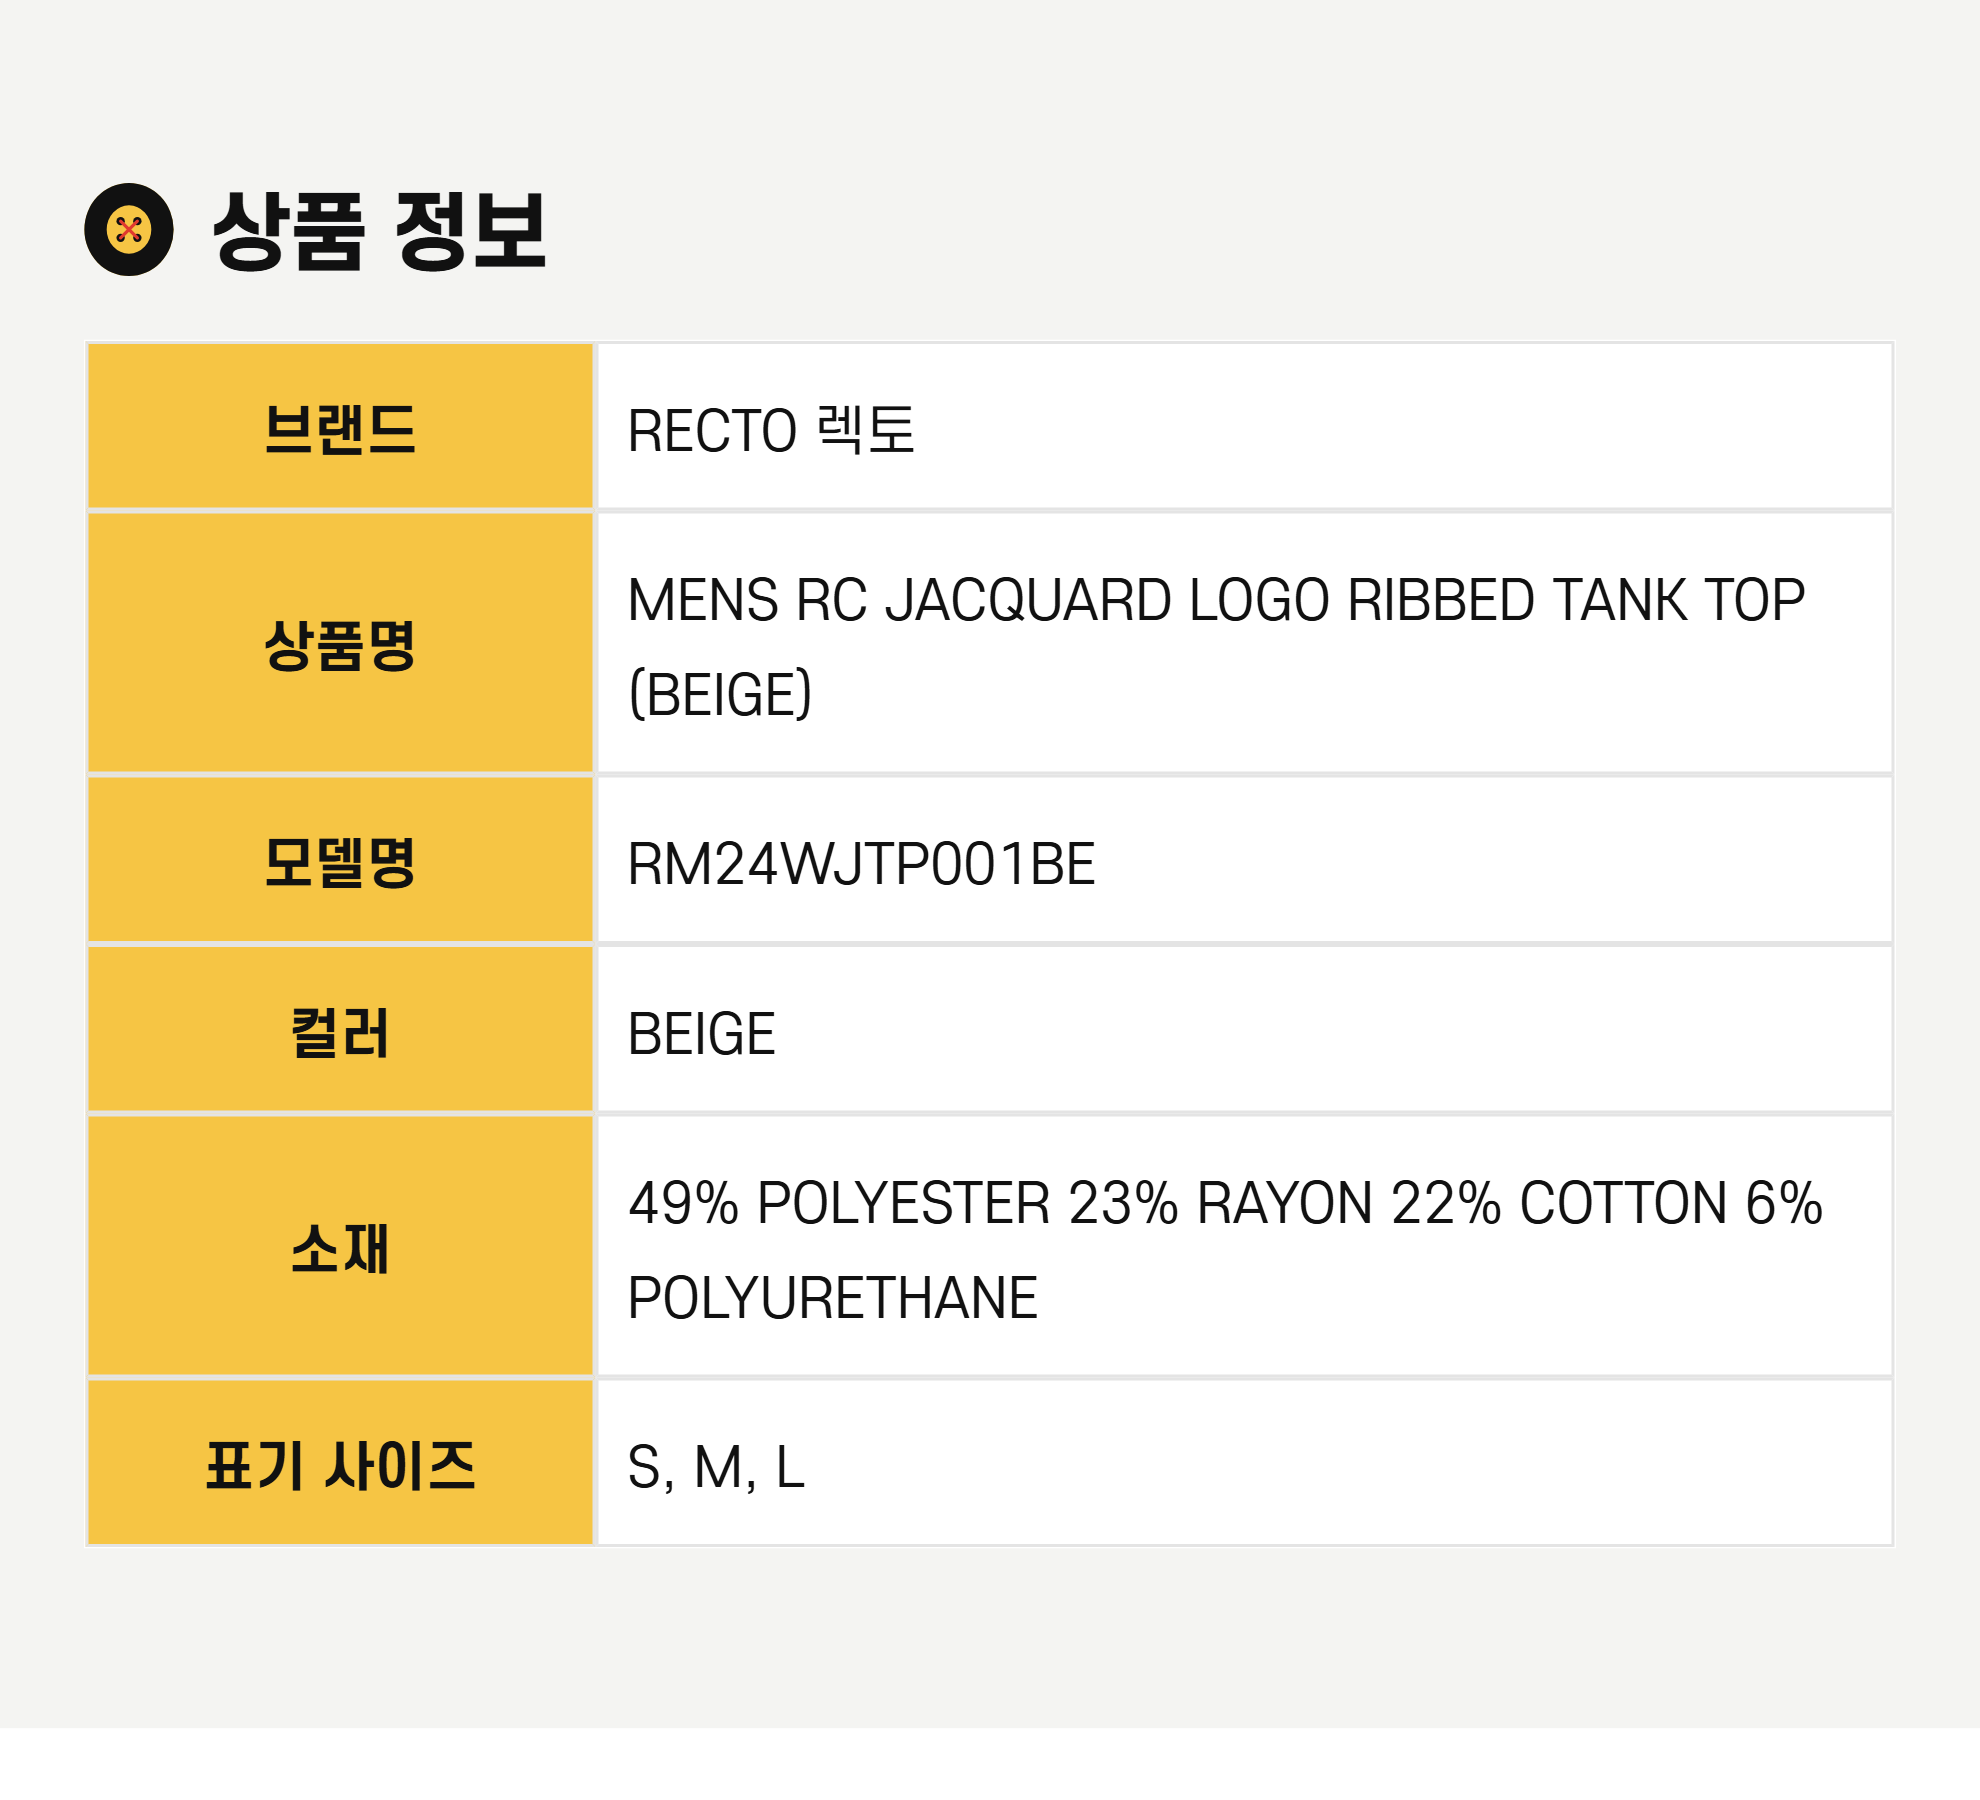 상품 정보
브랜드
RECTO 렉토
상품명
MENS RC JACQUARD LOGO RIBBED TANK TOP
(BEIGE)
모델명
RM24WJTP001BE
컬러
BEIGE
소재
49% POLYESTER 23% RAYON 22% COTTON 6%
POLYURETHANE
표기 사이즈
S, M, L